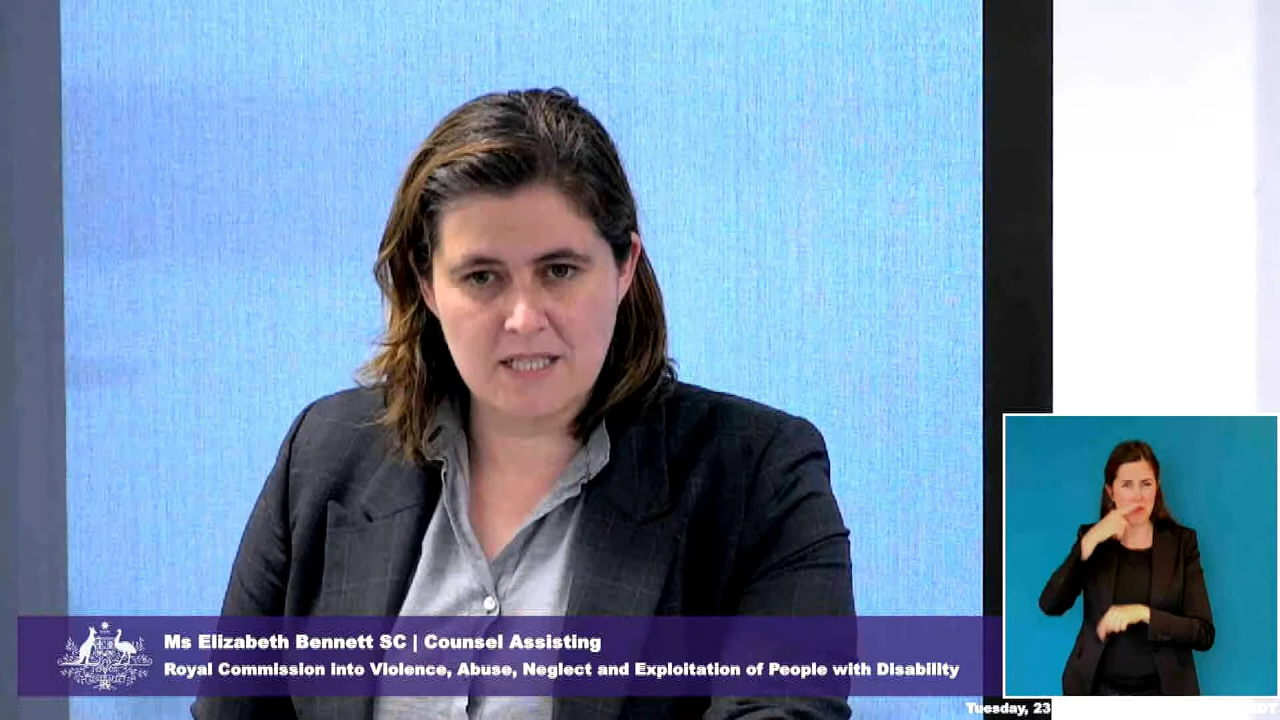 Ms Elizabeth Bennett SC | Counsel Assisting
Royal Commission into Violence, Abuse, Neglect and Exploitation of People with Disability
Tuesday, 23